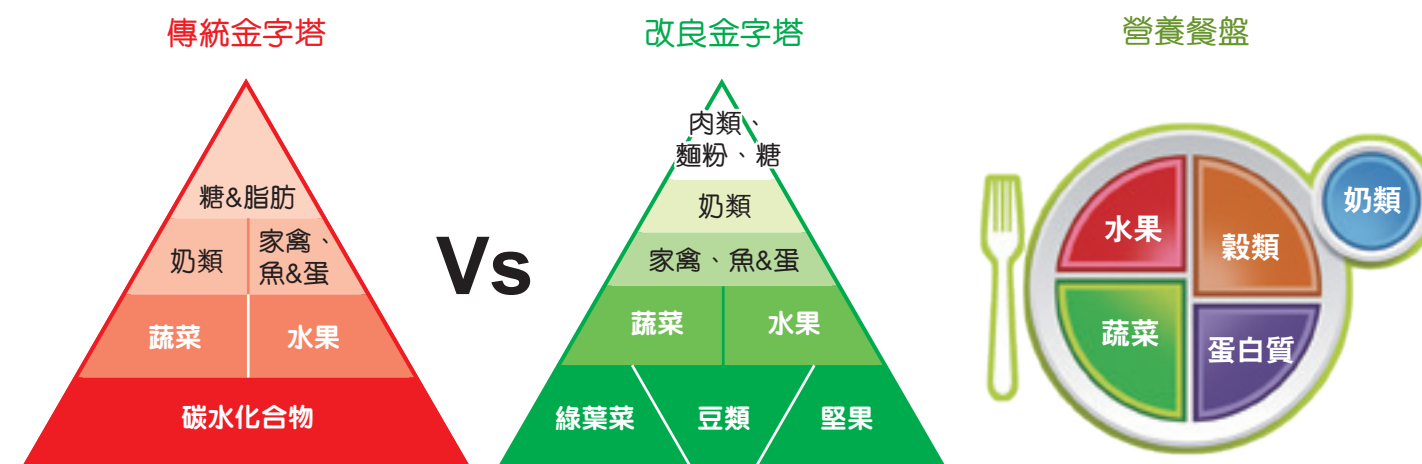 傳統金字塔
糖&脂肪
奶類
家禽、
魚&蛋
蔬菜
水果
碳水化合物
Vs
改良金字塔
肉類、
麵粉、糖
奶類
家禽、魚&蛋
蔬菜
水果
綠葉菜
豆類
堅果
營養餐盤
水果
穀類
奶類
蔬菜
蛋白質